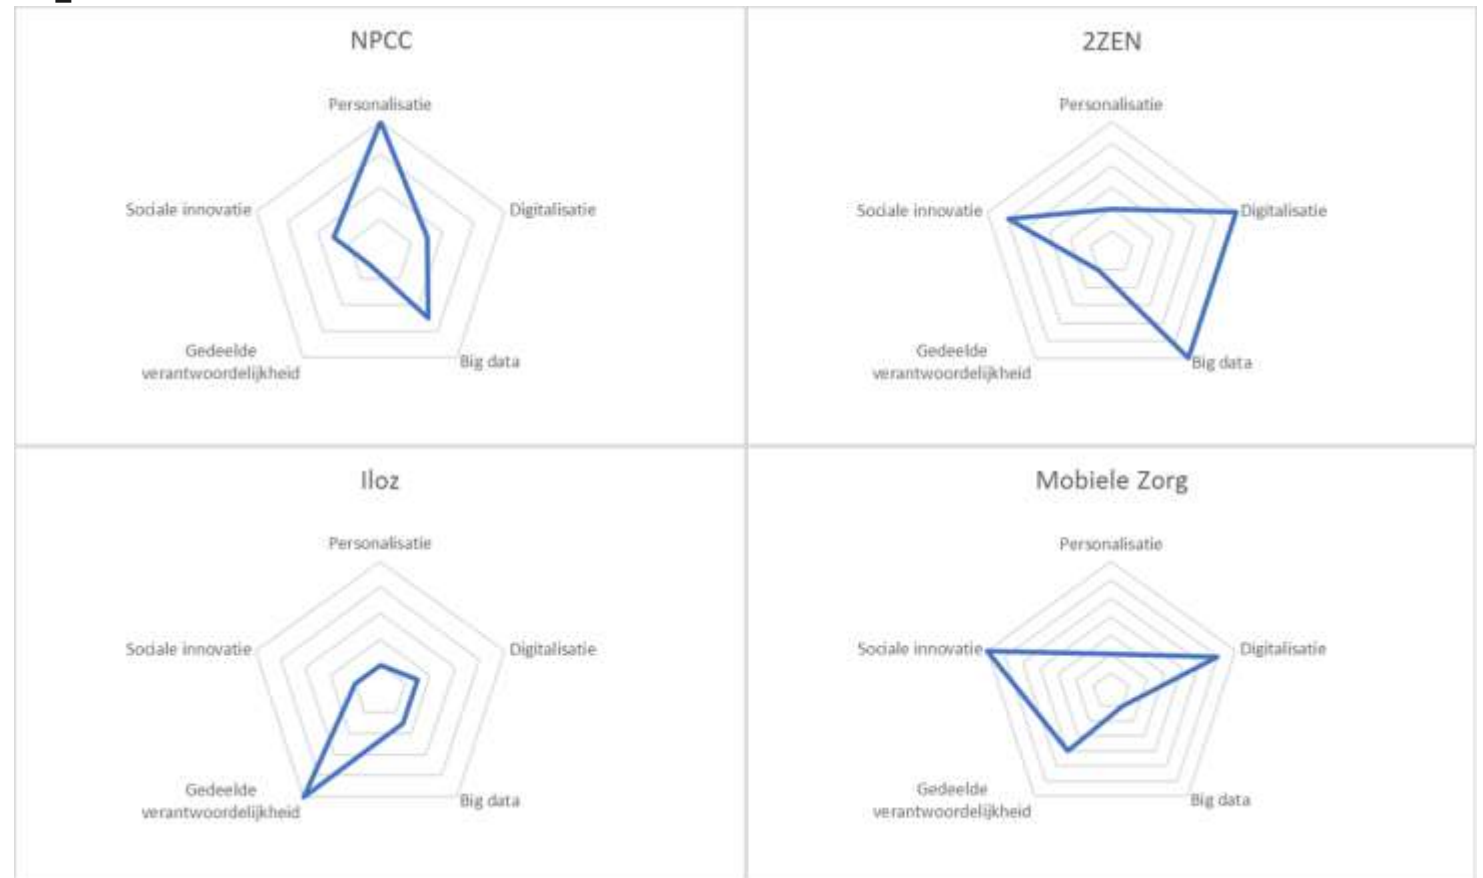 NPCC
Personalisatie
Digitalisatie
Big data
Gedeelde
verantwoordelijkheid
Sociale innovatie
2ZEN
Personalisatie
Digitalisatie
Big data
Gedeelde
verantwoordelijkheid
Sociale innovatie
Iloz
Personalisatie
Digitalisatie
Big data
Gedeelde
verantwoordelijkheid
Sociale innovatie
Mobiele Zorg
Personalisatie
Digitalisatie
Big data
Gedeelde
verantwoordelijkheid
Sociale innovatie